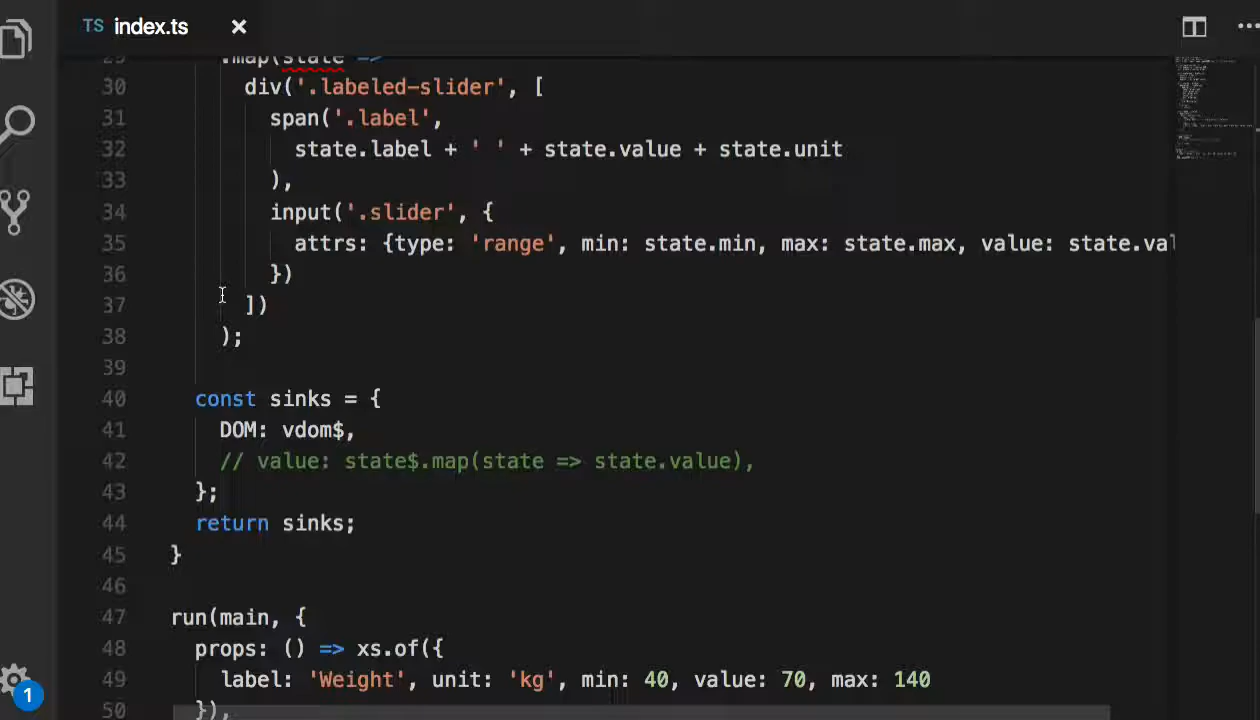 TS index.ts ×
29 .map(state =>
30 div('.labeled-slider', [
31 span('.label',
32 state.label + ' ' + state.value + state.unit
33 ),
34 input('.slider', {
35 attrs: {type: 'range', min: state.min, max: state.max, value: state.val
36 })
37 ])
38 );
39
40 const sinks = {
41 DOM: vdom$,
42 // value: state$.map(state => state.value),
43 };
44 return sinks;
45 }
46
47 run(main, {
48 props: () => xs.of({
49 label: 'Weight', unit: 'kg', min: 40, value: 70, max: 140
50 }),
1